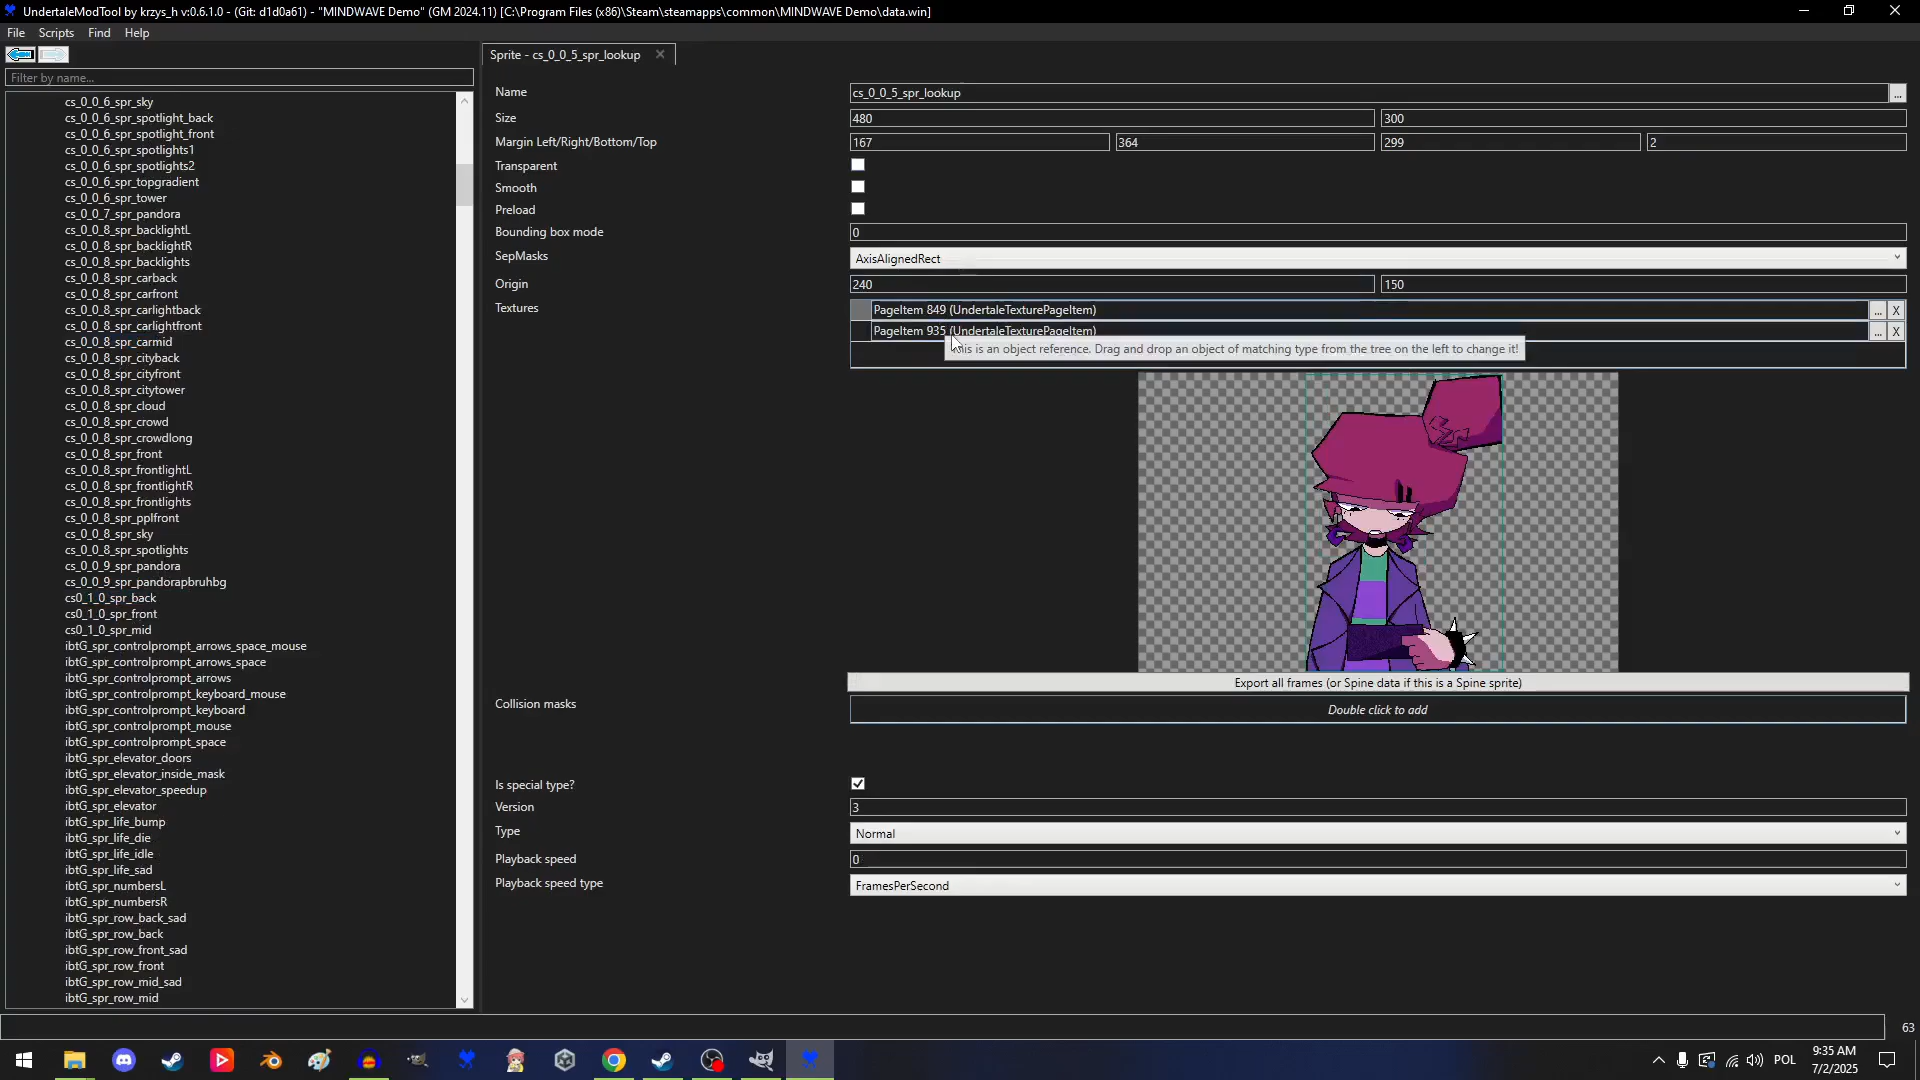 UndertaleModTool by krzys_h v:0.6.1.0 - (Git: d1d0a61) - "MINDWAVE Demo" (GM 2024.11) [C:\Program Files (x86)\Steam\steamapps\common\MINDWAVE Demo\data.win]
File Scripts Find Help
Filter by name...
cs_0_0_6_spr_sky
cs_0_0_6_spr_spotlight_back
cs_0_0_6_spr_spotlight_front
cs_0_0_6_spr_spotlights1
cs_0_0_6_spr_spotlights2
cs_0_0_6_spr_topgradient
cs_0_0_6_spr_tower
cs_0_0_7_spr_pandora
cs_0_0_8_spr_backlightL
cs_0_0_8_spr_backlightR
cs_0_0_8_spr_backlights
cs_0_0_8_spr_carback
cs_0_0_8_spr_carfront
cs_0_0_8_spr_carlightback
cs_0_0_8_spr_carlightfront
cs_0_0_8_spr_carmid
cs_0_0_8_spr_cityback
cs_0_0_8_spr_cityfront
cs_0_0_8_spr_citytower
cs_0_0_8_spr_cloud
cs_0_0_8_spr_crowd
cs_0_0_8_spr_crowdlong
cs_0_0_8_spr_front
cs_0_0_8_spr_frontlightL
cs_0_0_8_spr_frontlightR
cs_0_0_8_spr_frontlights
cs_0_0_8_spr_pplfront
cs_0_0_8_spr_sky
cs_0_0_8_spr_spotlights
cs_0_0_9_spr_pandora
cs_0_0_9_spr_pandorapbruhbg
cs0_1_0_spr_back
cs0_1_0_spr_front
cs0_1_0_spr_mid
ibtG_spr_controlprompt_arrows_space_mouse
ibtG_spr_controlprompt_arrows_space
ibtG_spr_controlprompt_arrows
ibtG_spr_controlprompt_keyboard_mouse
ibtG_spr_controlprompt_keyboard
ibtG_spr_controlprompt_mouse
ibtG_spr_controlprompt_space
ibtG_spr_elevator_doors
ibtG_spr_elevator_inside_mask
ibtG_spr_elevator_speedup
ibtG_spr_elevator
ibtG_spr_life_bump
ibtG_spr_life_die
ibtG_spr_life_idle
ibtG_spr_life_sad
ibtG_spr_numbersL
ibtG_spr_numbersR
ibtG_spr_row_back_sad
ibtG_spr_row_back
ibtG_spr_row_front_sad
ibtG_spr_row_front
ibtG_spr_row_mid_sad
ibtG_spr_row_mid
Sprite - cs_0_0_5_spr_lookup
Name cs_0_0_5_spr_lookup ...
Size 480 300
Margin Left/Right/Bottom/Top 167 364 299 2
Transparent
Smooth
Preload
Bounding box mode 0
SepMasks AxisAlignedRect
Origin 240 150
Textures PageItem 849 (UndertaleTexturePageItem) ... X
PageItem 935 (UndertaleTexturePageItem) ... X
is an object reference. Drag and drop an object of matching type from the tree on the left to change it!
Export all frames (or Spine data if this is a Spine sprite)
Collision masks Double click to add
Is special type?
Version 3
Type Normal
Playback speed 0
Playback speed type FramesPerSecond
63
POL
9:35 AM
7/2/2025